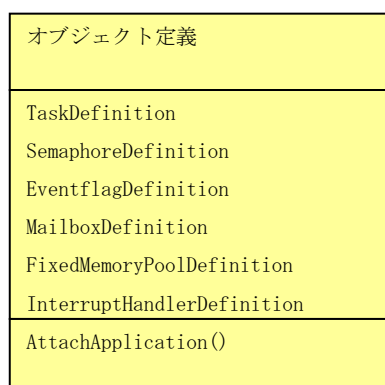 オブジェクト定義
TaskDefinition
SemaphoreDefinition
EventflagDefinition
MailboxDefinition
FixedMemoryPoolDefinition
InterruptHandlerDefinition
AttachApplication()